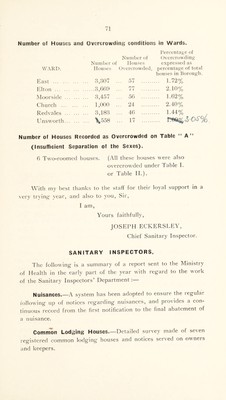 71
Number of Houses and Overcrowding conditions in Wards.
WARD. Number of Houses Number of Houses Overcrowded, Percentage of Overcrowding expressed as percentage of total houses in Borough.
East ... ... 3,307 ... 57 ... 1.72%
Elton ... ... 3,669 ... 77 ... 2.10%
Moorside ... ... 3,457 ... 56 ... 1.62%
Church ... ... 1,000 ... 24 ... 2.40%
Redvales ... ... 3,189 ... 46 ... 1.44%
Unsworth ... ... 558 ... 17 ... 3.05%
Number of Houses Recorded as Overcrowded on Table "A"
(Insufficient Separation of the Sexes).
6 Two-roomed houses. (All these houses were also
overcrowded under Table I.
or Table II.).
With my best thanks to the staff for their loyal support in a
very trying year, and also to you, Sir,
I am,
Yours faithfully,
JOSEPH ECKERSLEY,
Chief Sanitary Inspector.
SANITARY INSPECTORS,
The following is a summary of a report sent to the Ministry
of Health in the early part of the year with regard to the work
of the Sanitary Inspectors' Department :—
Nuisances.—A system has been adopted to ensure the regular
following up of notices regarding nuisances, and provides a con-
tinuous record from the first notification to the final abatement of
a nuisance.
Common Lodging Houses.—Detailed survey made of seven
registered common lodging houses and notices served on owners
and keepers.